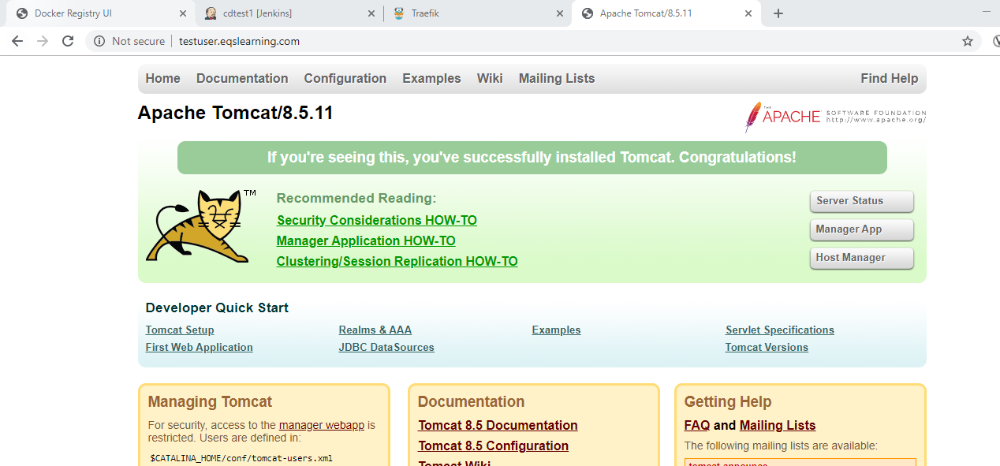 Docker Registry UI
cdtest1 [Jenkins]
Traefik
Apache Tomcat/8.5.11
Not secure
testuser.eqslearning.com
Home Documentation Configuration Examples Wiki Mailing Lists Find Help
Apache Tomcat/8.5.11
THE APACHE SOFTWARE FOUNDATION
http://www.apache.org/
If you're seeing this, you've successfully installed Tomcat. Congratulations!
TM
Recommended Reading:
Security Considerations HOW-TO
Manager Application HOW-TO
Clustering/Session Replication HOW-TO
Server Status
Manager App
Host Manager
Developer Quick Start
Tomcat Setup
First Web Application
Realms & AAA
JDBC DataSources
Examples
Servlet Specifications
Tomcat Versions
Managing Tomcat
For security, access to the manager webapp is
restricted. Users are defined in:
$CATALINA_HOME/conf/tomcat-users.xml
Documentation
Tomcat 8.5 Documentation
Tomcat 8.5 Configuration
Tomcat Wiki
Getting Help
FAQ and Mailing Lists
The following mailing lists are available:
tomcat-announce